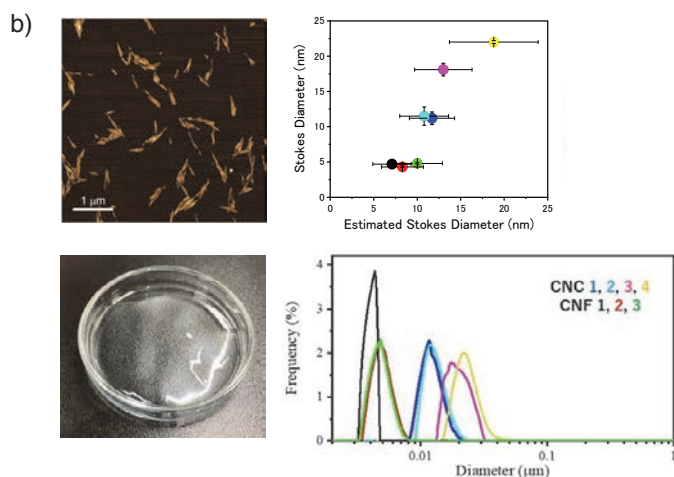 b)
1 μm
Stokes Diameter (nm)
25
20
15
10
5
0
0
5
10
15
20
25
Estimated Stokes Diameter (nm)
Frequency (%)
4
3
2
1
0
CNC 1, 2, 3, 4
CNF 1, 2, 3
0.01
0.1
1
Diameter (μm)